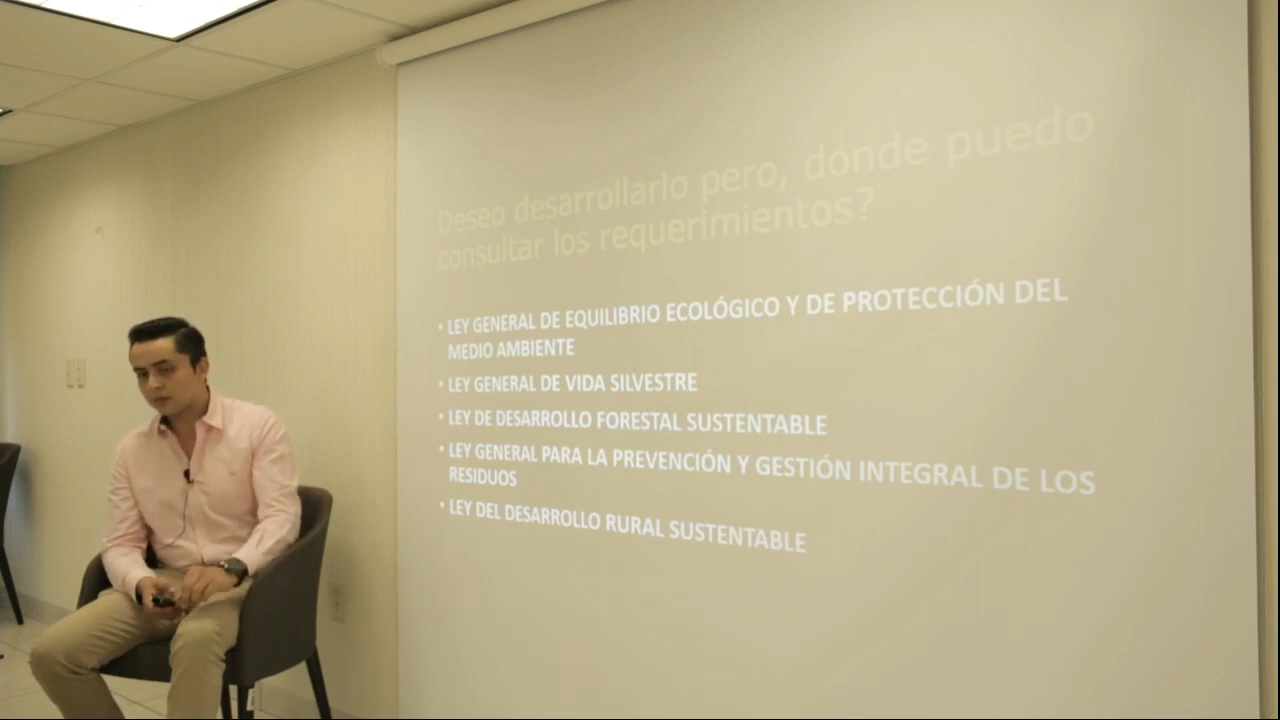 Deseo desarrollarlo pero, donde puedo
consultar los requerimientos?
• LEY GENERAL DE EQUILIBRIO ECOLÓGICO Y DE PROTECCIÓN DEL
MEDIO AMBIENTE
• LEY GENERAL DE VIDA SILVESTRE
• LEY DE DESARROLLO FORESTAL SUSTENTABLE
• LEY GENERAL PARA LA PREVENCIÓN Y GESTIÓN INTEGRAL DE LOS
RESIDUOS
• LEY DEL DESARROLLO RURAL SUSTENTABLE